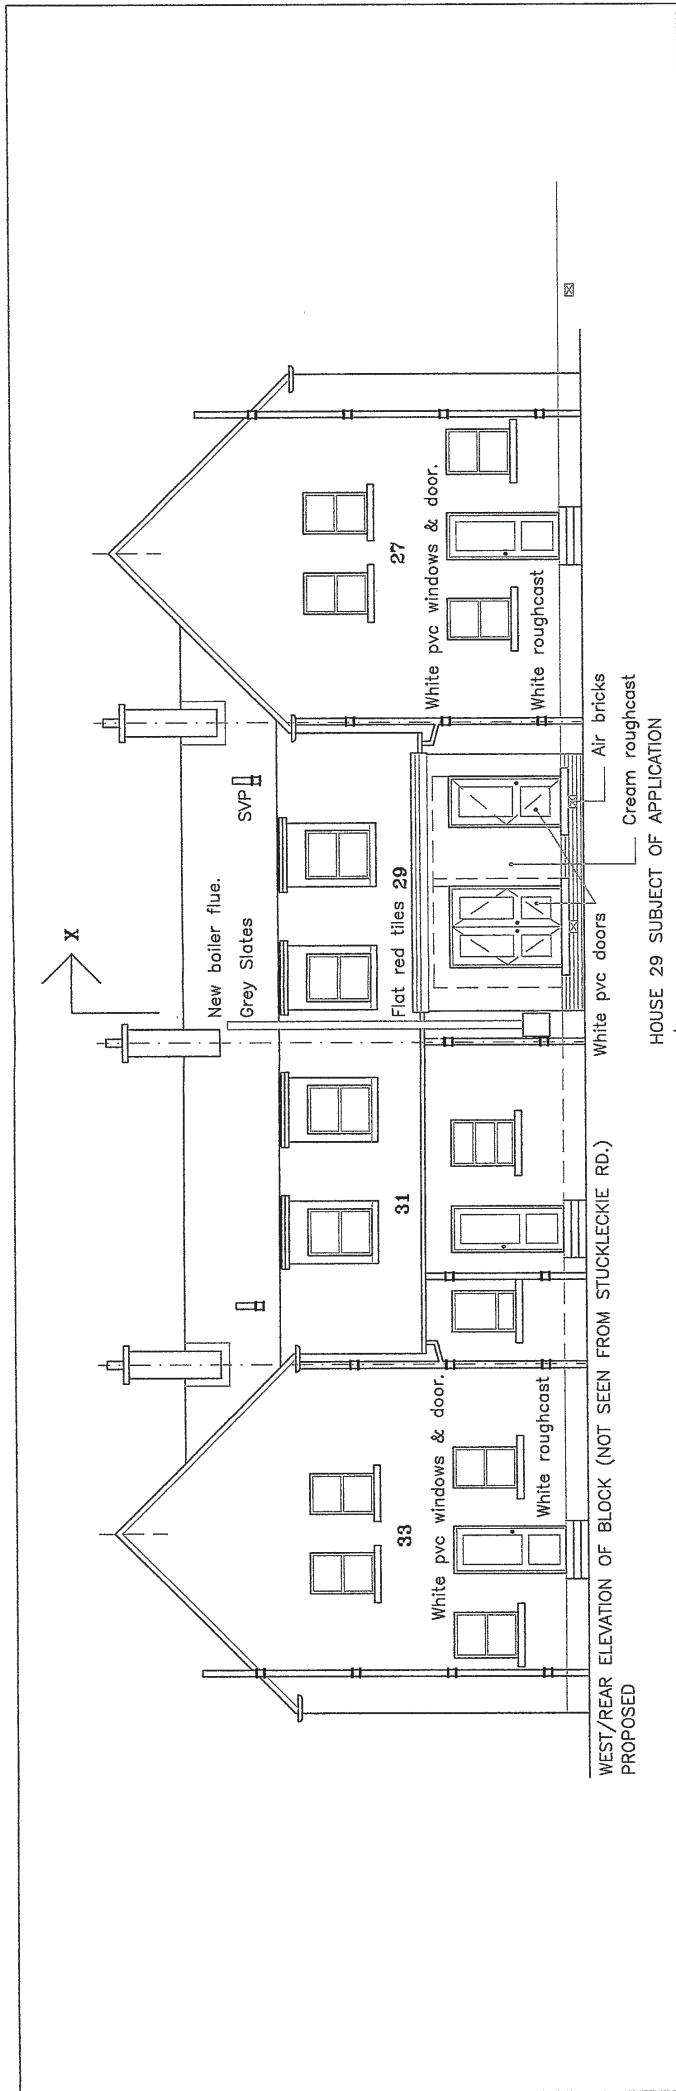 X
New boiler flue.
Grey Slates
SVP
Flat red tiles
29
31
33
27
White pvc windows & door.
White roughcast
White pvc windows & door.
White roughcast
Air bricks
Cream roughcast
White pvc doors
HOUSE 29 SUBJECT OF APPLICATION
WEST/REAR ELEVATION OF BLOCK (NOT SEEN FROM STUCKLECKIE RD.)
PROPOSED